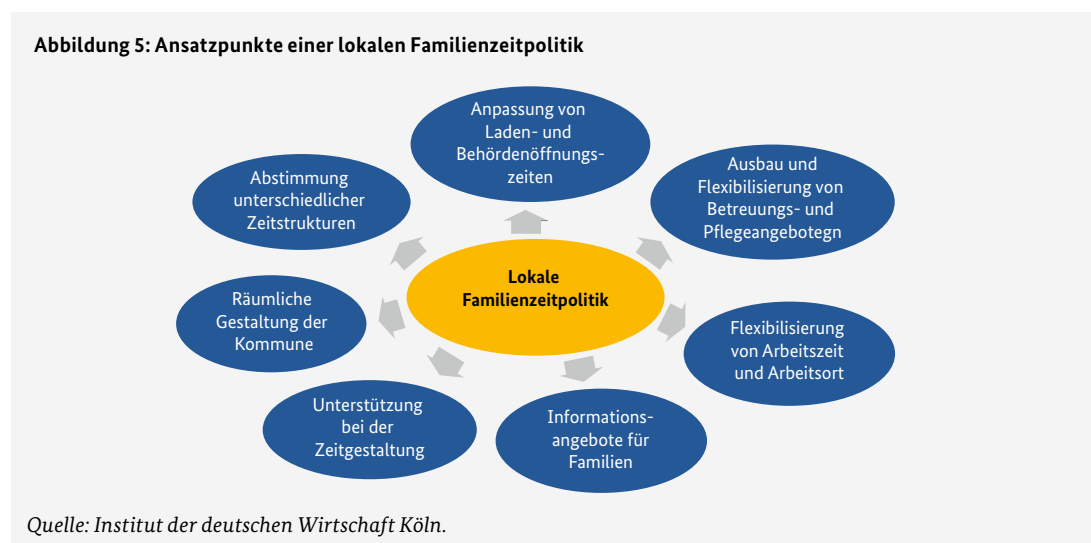 Abbildung 5: Ansatzpunkte einer lokalen Familienzeitpolitik
Anpassung von
Laden- und
Behördenöffnungs-
zeiten
Ausbau und
Flexibilisierung von
Betreuungs- und
Pflegeangebotegn
Flexibilisierung
von Arbeitszeit
und Arbeitsort
Informations-
angebote für
Familien
Unterstützung
bei der
Zeitgestaltung
Räumliche
Gestaltung der
Kommune
Abstimmung
unterschiedlicher
Zeitstrukturen
Lokale
Familienzeitpolitik
Quelle: Institut der deutschen Wirtschaft Köln.